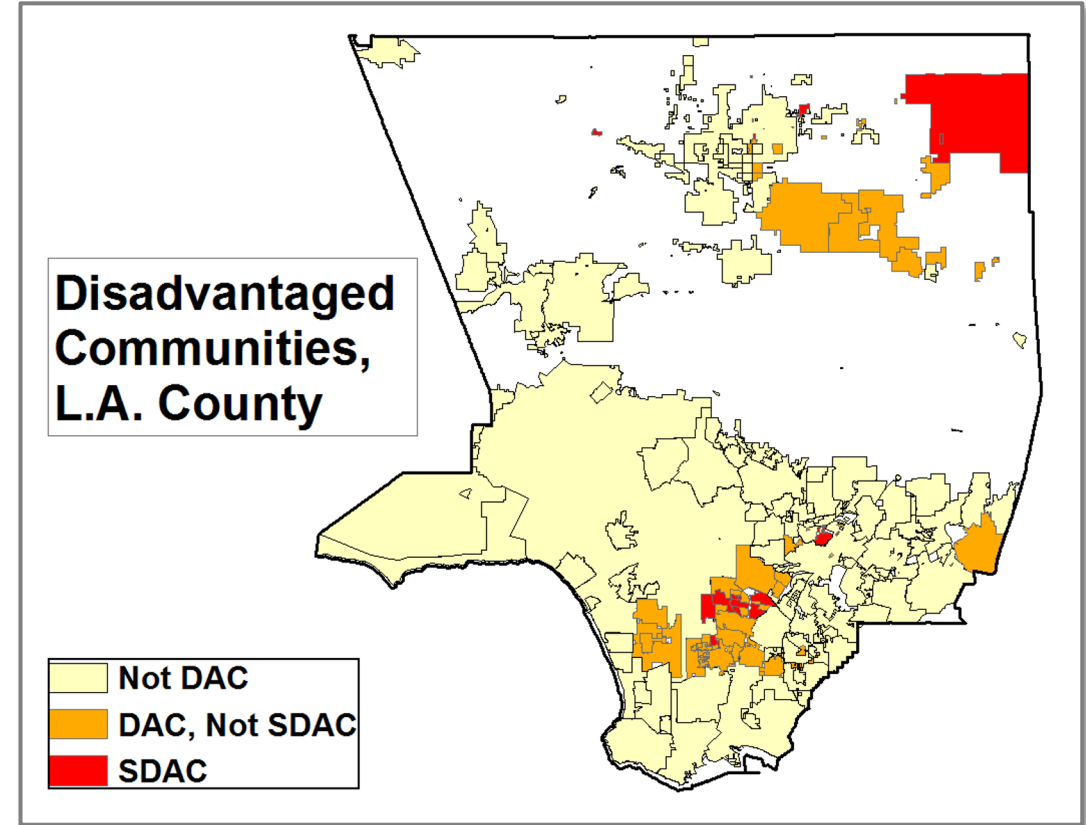 Disadvantaged
Communities,
L.A. County
Not DAC
DAC, Not SDAC
SDAC